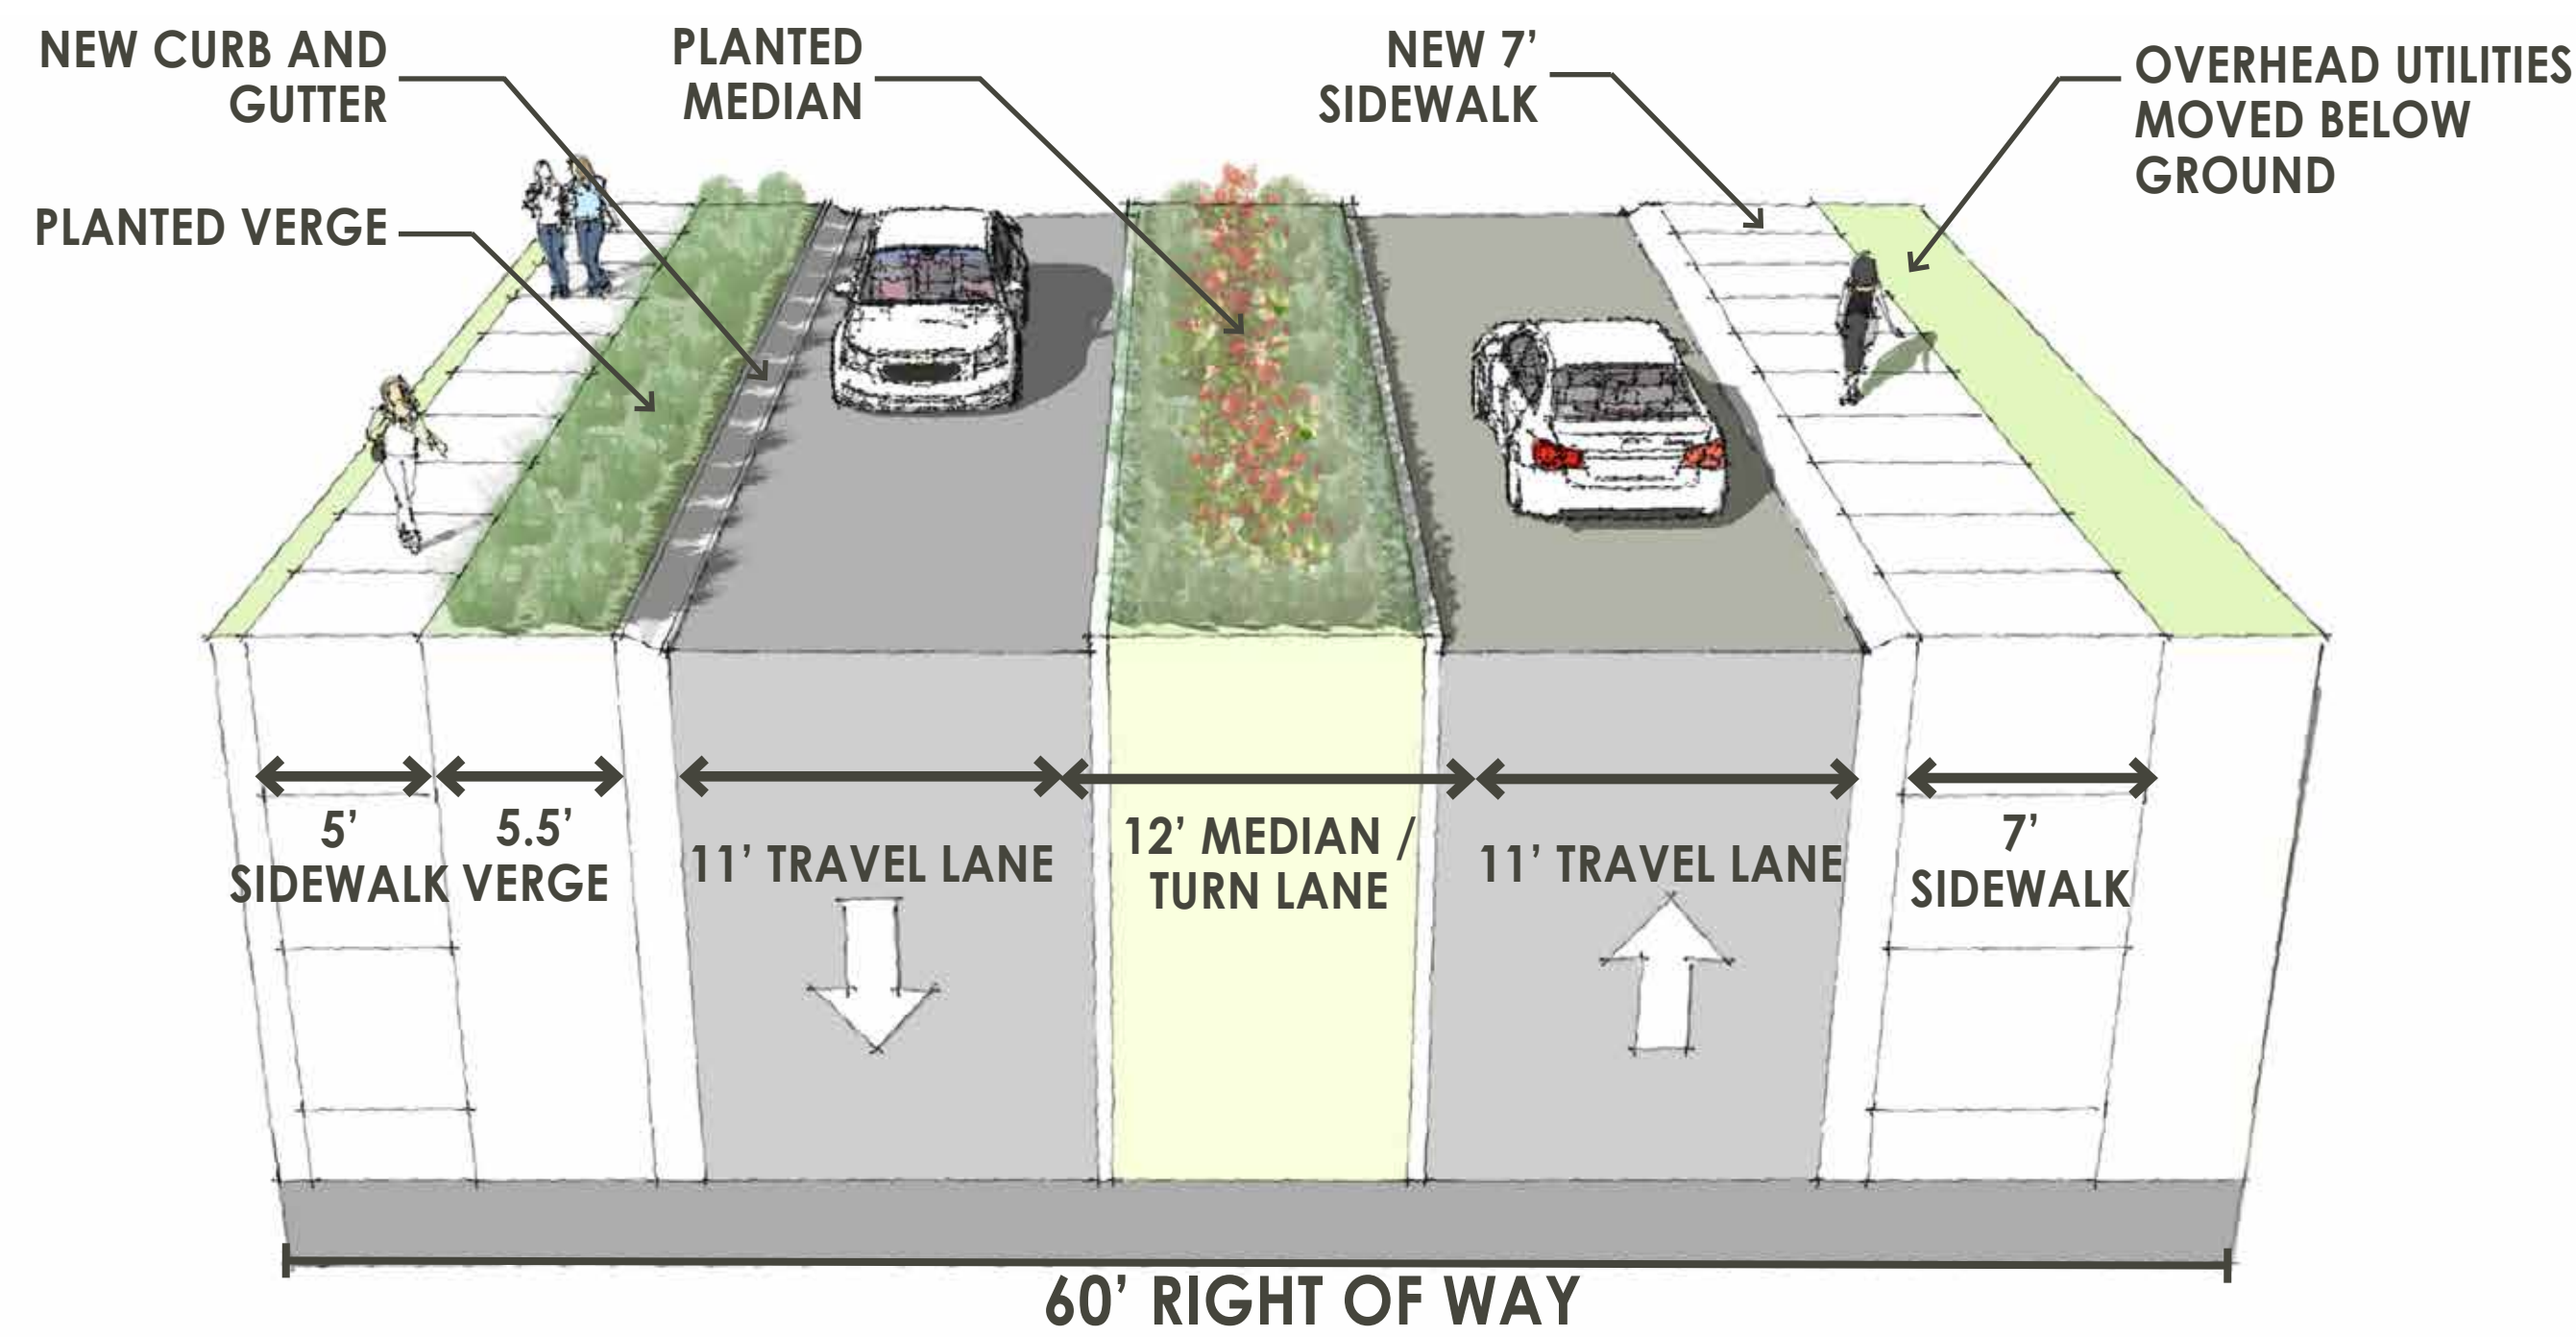 NEW CURB AND
GUTTER
PLANTED
MEDIAN
NEW 7’
SIDEWALK
OVERHEAD UTILITIES
MOVED BELOW
GROUND
PLANTED VERGE
5’
SIDEWALK
5.5’
VERGE
11’ TRAVEL LANE
12’ MEDIAN /
TURN LANE
11’ TRAVEL LANE
7’
SIDEWALK
60’ RIGHT OF WAY